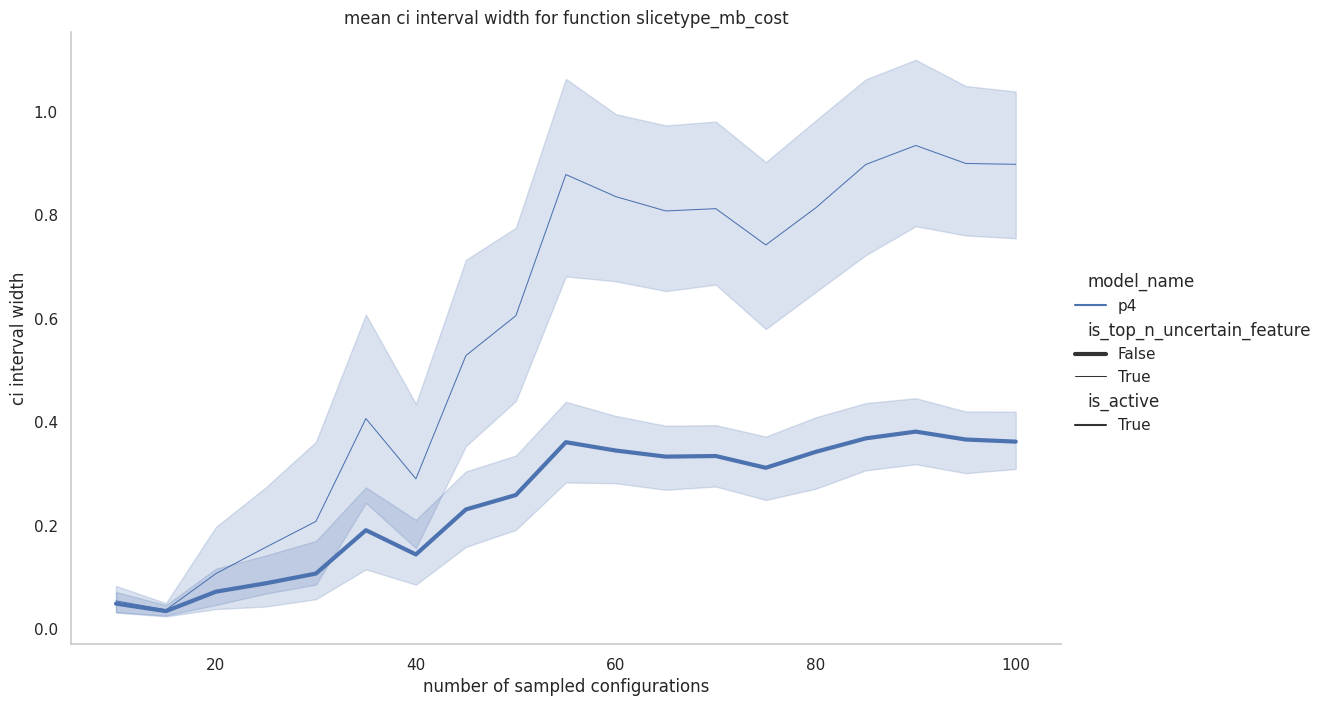 mean ci interval width for function slicetype_mb_cost
ci interval width
1.0
0.8
0.6
0.4
0.2
0.0
20
40
60
80
100
number of sampled configurations
model_name
p4
is_top_n_uncertain_feature
False
True
is_active
True